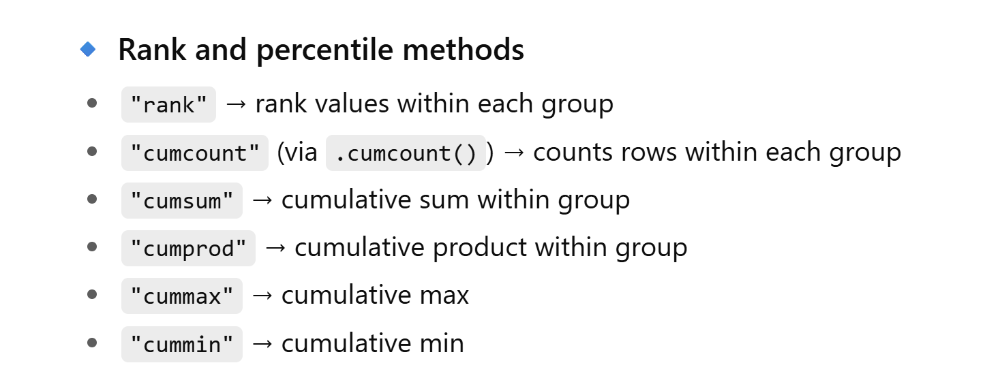 Rank and percentile methods
"rank" → rank values within each group
"cumcount" (via .cumcount()) → counts rows within each group
"cumsum" → cumulative sum within group
"cumprod" → cumulative product within group
"cummax" → cumulative max
"cummin" → cumulative min